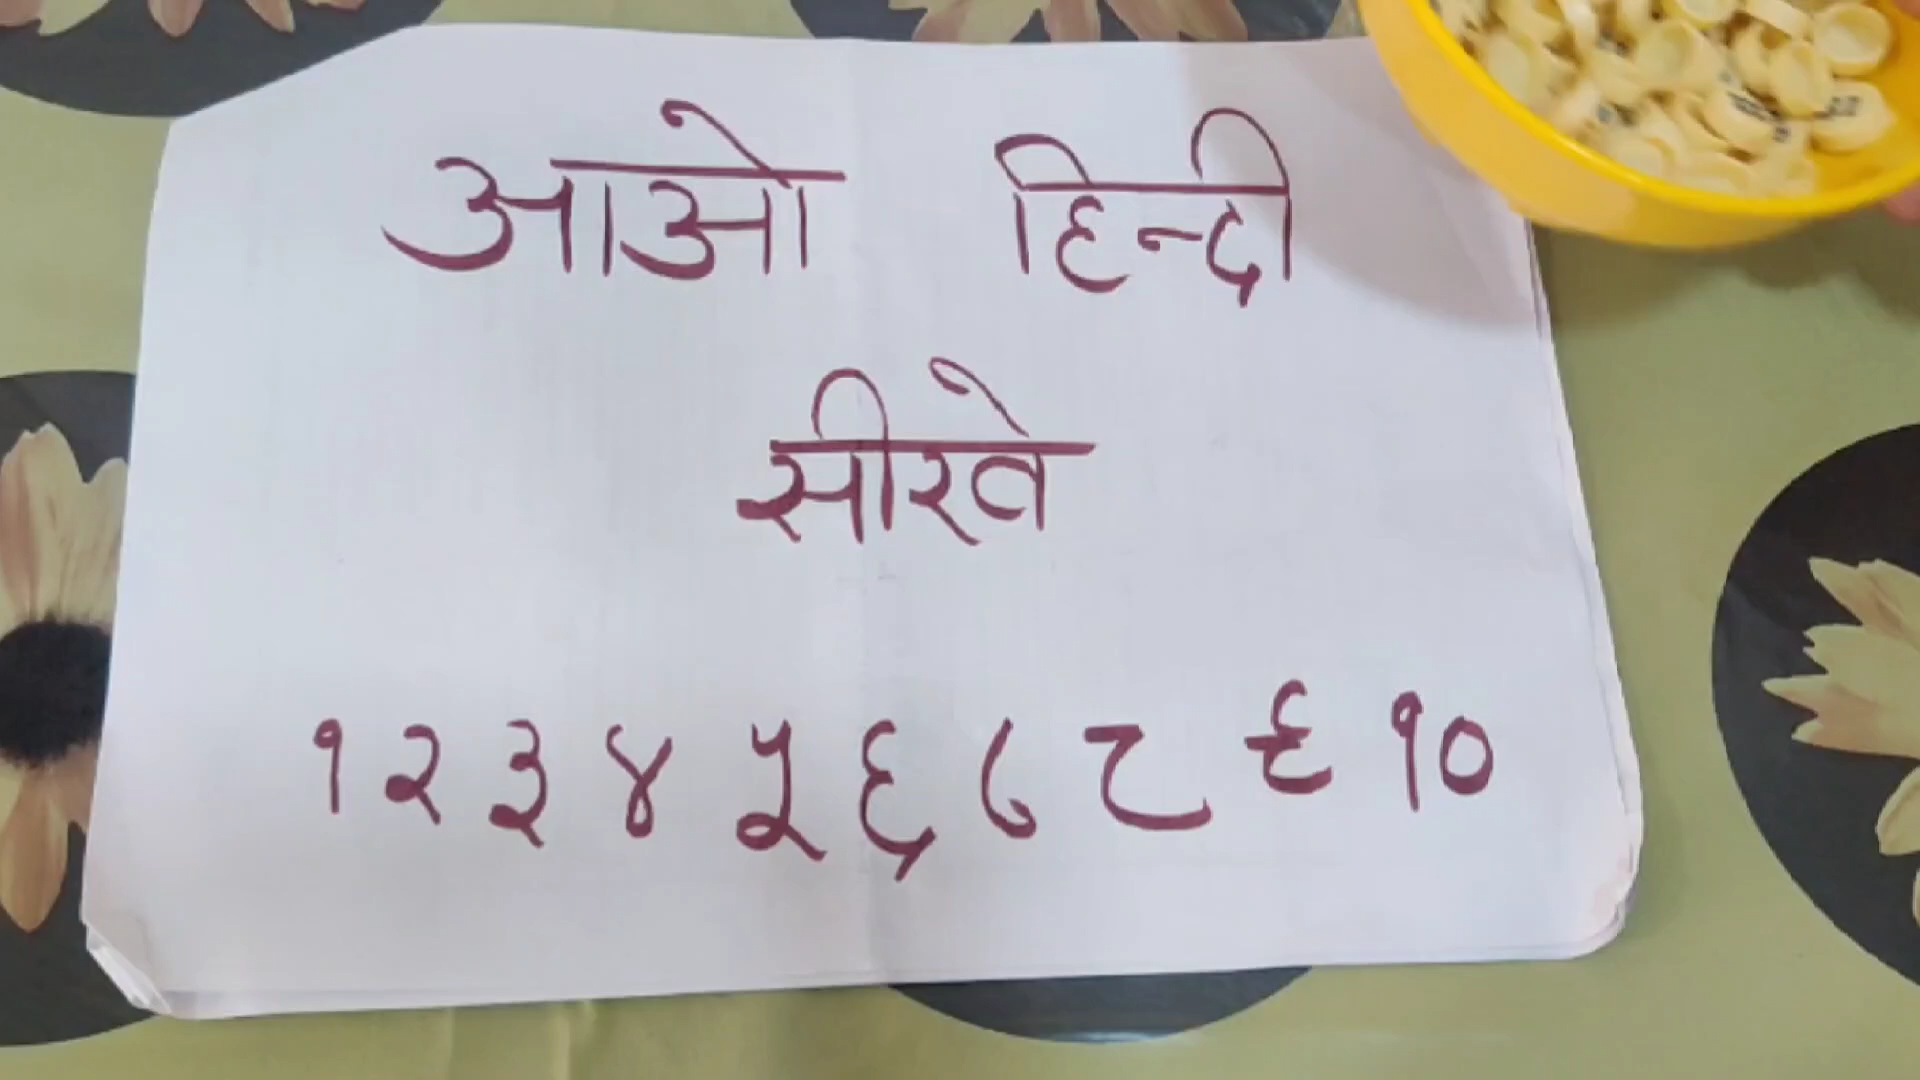 आओ हिन्दी
सीखे
१ २ ३ ४ ५ ६ ७ ८ ९ १०